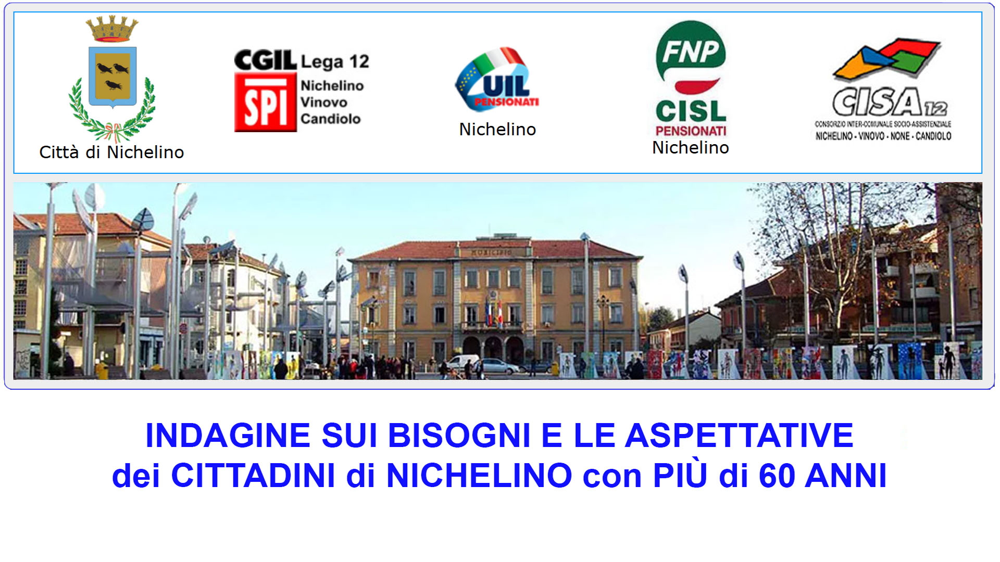 Città di Nichelino
CGIL Lega 12
SPI
Nichelino
Vinovo
Candiolo
UIL
PENSIONATI
Nichelino
FNP
CISL
PENSIONATI
Nichelino
CISA 12
CONSORZIO INTER-COMUNALE SOCIO-ASSISTENZIALE
NICHELINO - VINOVO - NONE - CANDIOLO
MUNICIPIO
INDAGINE SUI BISOGNI E LE ASPETTATIVE
dei CITTADINI di NICHELINO con PIÙ di 60 ANNI